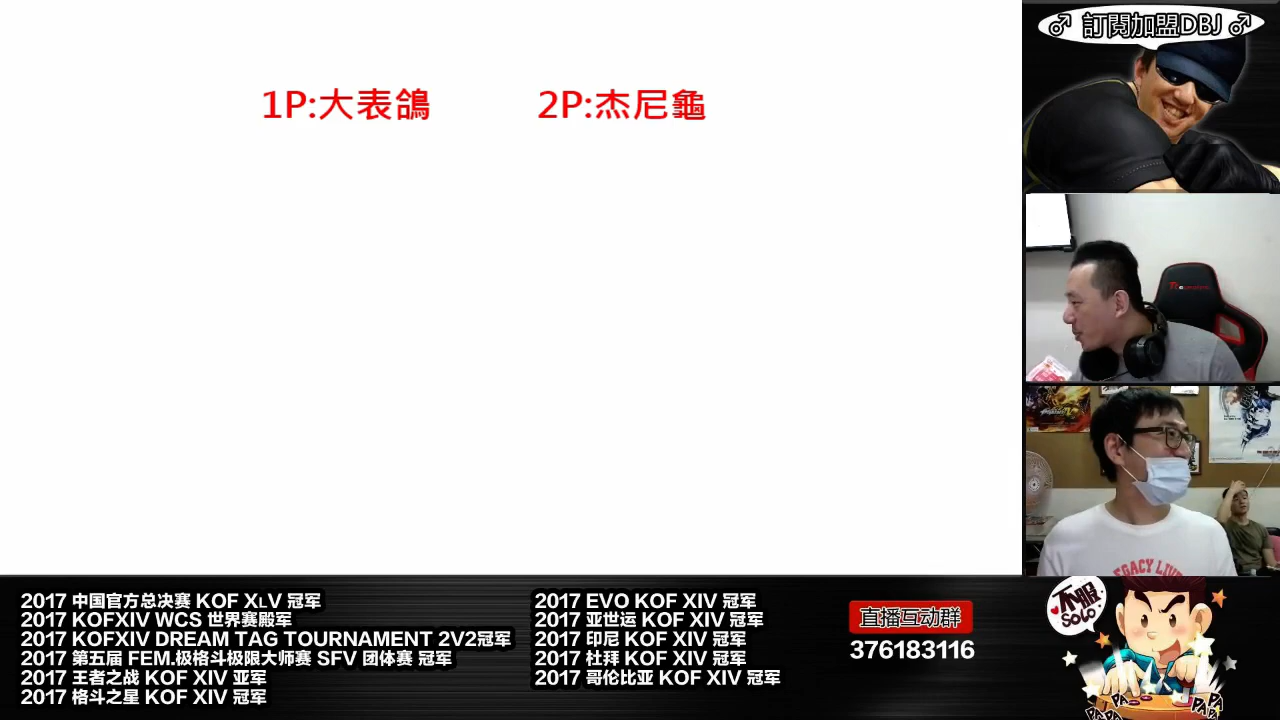 ♂ 訂閱加盟DBJ ♂
1P:大表鴿 2P:杰尼龜
2017 中国官方总决赛 KOF XLV 冠军
2017 KOFXIV WCS 世界赛殿军
2017 KOFXIV DREAM TAG TOURNAMENT 2V2冠军
2017 第五届 FEM.极格斗极限大师赛 SFV 团体赛 冠军
2017 王者之战 KOF XIV 亚军
2017 格斗之星 KOF XIV 冠军
2017 EVO KOF XIV 冠军
2017 亚世运 KOF XIV 冠军
2017 印尼 KOF XIV 冠军
2017 杜拜 KOF XIV 冠军
2017 哥伦比亚 KOF XIV 冠军
直播互动群
376183116
不服
SOLO
PAPA